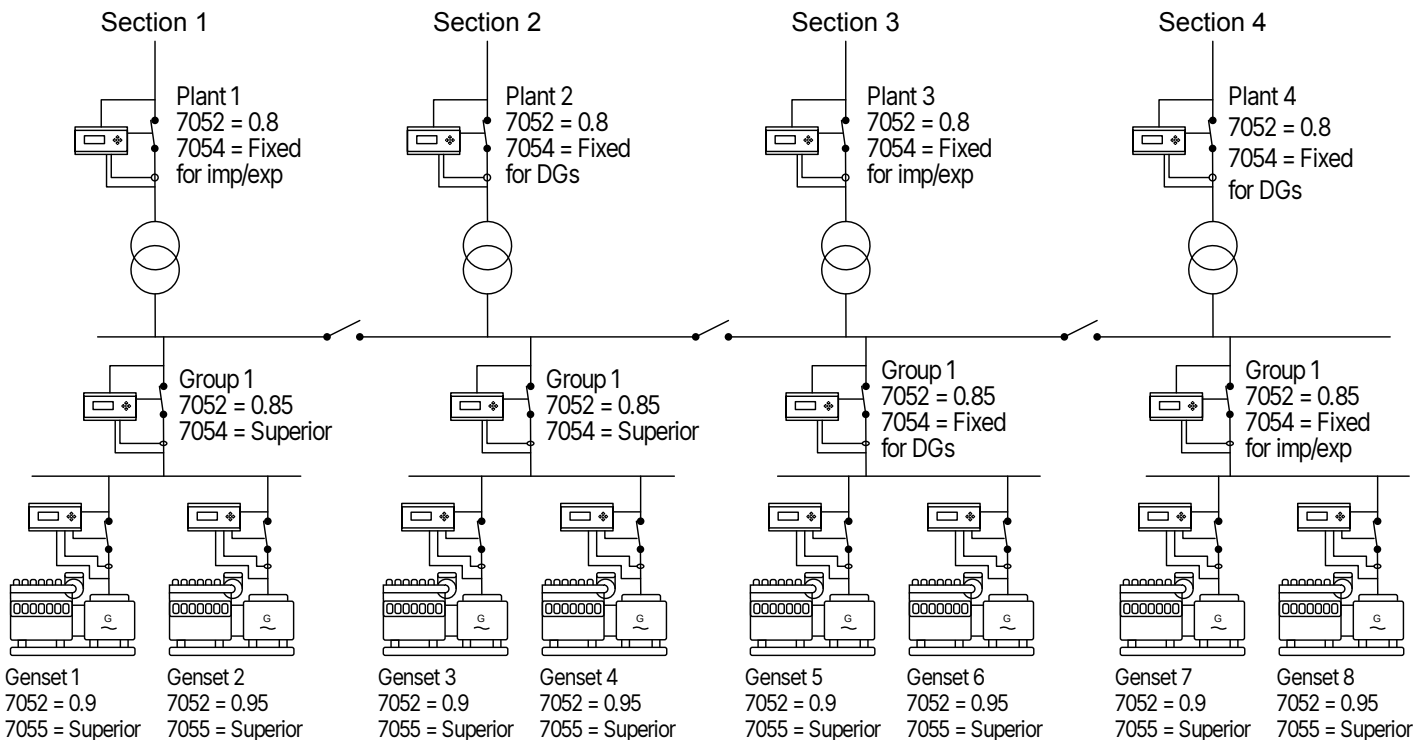 Section 1
Section 2
Section 3
Section 4
Plant 1
7052 = 0.8
7054 = Fixed
for imp/exp
Plant 2
7052 = 0.8
7054 = Fixed
for DGs
Plant 3
7052 = 0.8
7054 = Fixed
for imp/exp
Plant 4
7052 = 0.8
7054 = Fixed
for DGs
Group 1
7052 = 0.85
7054 = Superior
Group 1
7052 = 0.85
7054 = Superior
Group 1
7052 = 0.85
7054 = Fixed
for DGs
Group 1
7052 = 0.85
7054 = Fixed
for imp/exp
G
G
G
G
G
G
G
G
Genset 1
7052 = 0.9
7055 = Superior
Genset 2
7052 = 0.95
7055 = Superior
Genset 3
7052 = 0.9
7055 = Superior
Genset 4
7052 = 0.95
7055 = Superior
Genset 5
7052 = 0.9
7055 = Superior
Genset 6
7052 = 0.95
7055 = Superior
Genset 7
7052 = 0.9
7055 = Superior
Genset 8
7052 = 0.95
7055 = Superior